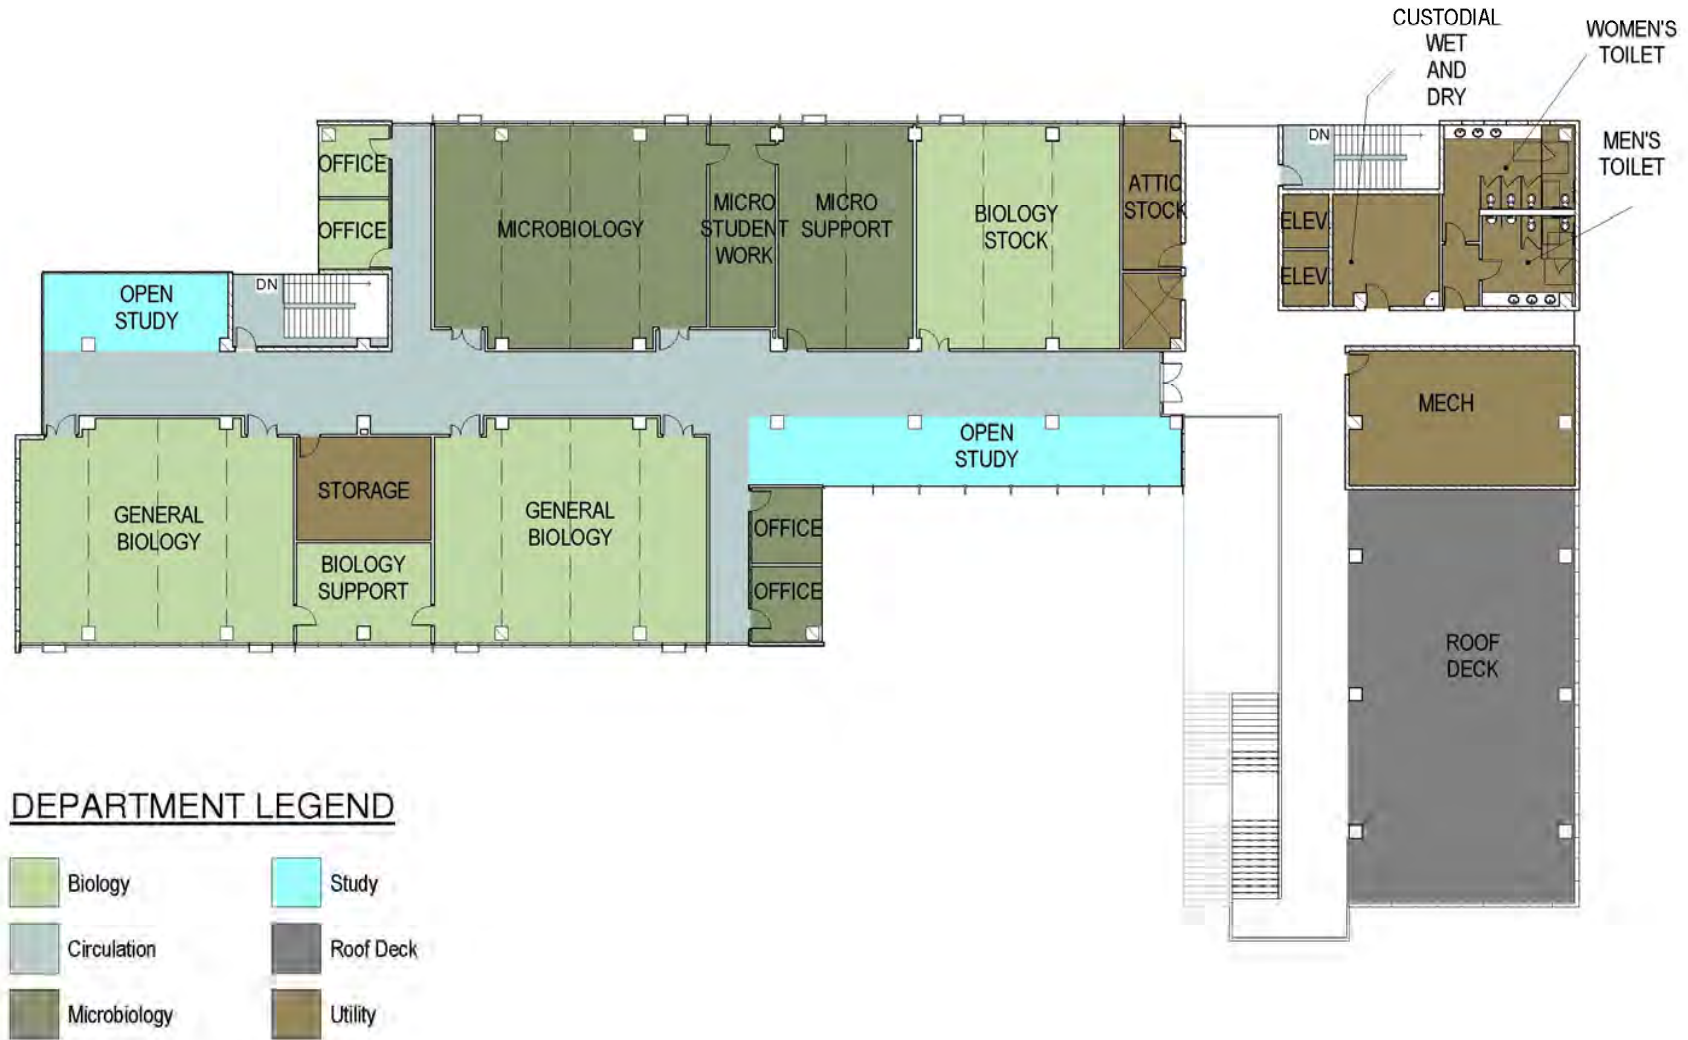 CUSTODIAL
WET
AND
DRY
WOMEN'S
TOILET
MEN'S
TOILET
DN
OFFICE
OFFICE
MICROBIOLOGY
MICRO
STUDENT
WORK
MICRO
SUPPORT
BIOLOGY
STOCK
ATTIC
STOCK
ELEV.
ELEV.
OPEN
STUDY
DN
MECH
OPEN
STUDY
GENERAL
BIOLOGY
STORAGE
BIOLOGY
SUPPORT
GENERAL
BIOLOGY
OFFICE
OFFICE
ROOF
DECK
DEPARTMENT LEGEND
Biology
Study
Circulation
Roof Deck
Microbiology
Utility